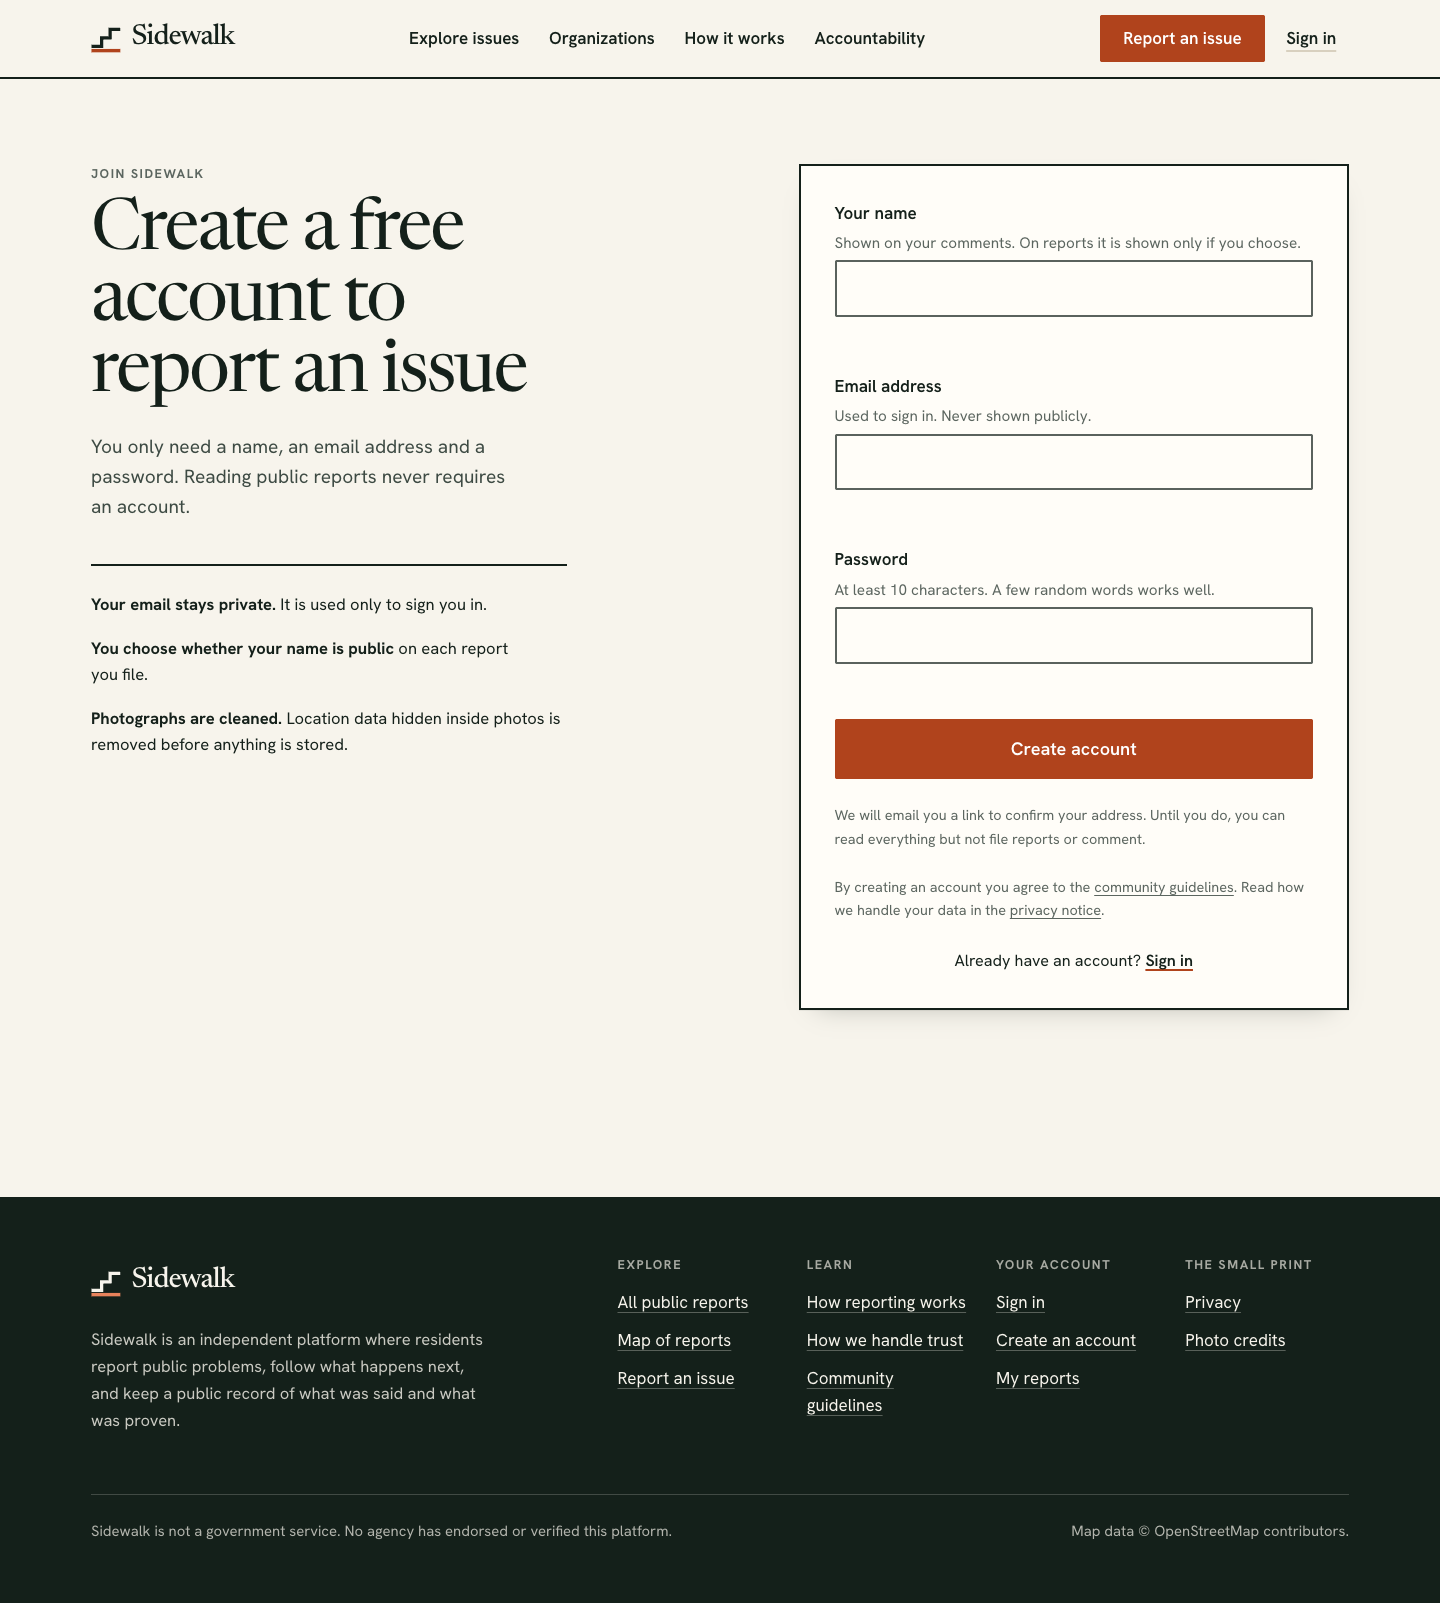 Sidewalk
Explore issues
Organizations
How it works
Accountability
Report an issue
Sign in
JOIN SIDEWALK
Create a free
account to
report an issue
You only need a name, an email address and a
password. Reading public reports never requires
an account.
Your email stays private. It is used only to sign you in.
You choose whether your name is public on each report
you file.
Photographs are cleaned. Location data hidden inside photos is
removed before anything is stored.
Your name
Shown on your comments. On reports it is shown only if you choose.
Email address
Used to sign in. Never shown publicly.
Password
At least 10 characters. A few random words works well.
Create account
We will email you a link to confirm your address. Until you do, you can
read everything but not file reports or comment.
By creating an account you agree to the community guidelines. Read how
we handle your data in the privacy notice.
Already have an account? Sign in
Sidewalk
Sidewalk is an independent platform where residents
report public problems, follow what happens next,
and keep a public record of what was said and what
was proven.
EXPLORE
All public reports
Map of reports
Report an issue
LEARN
How reporting works
How we handle trust
Community
guidelines
YOUR ACCOUNT
Sign in
Create an account
My reports
THE SMALL PRINT
Privacy
Photo credits
Sidewalk is not a government service. No agency has endorsed or verified this platform.
Map data © OpenStreetMap contributors.